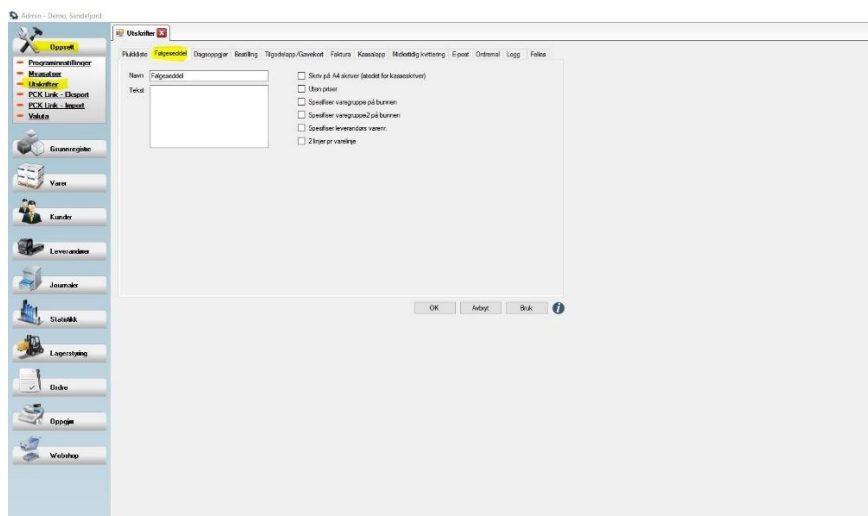 Admin - Demo, Sandefjord
Oppsett
Programinnstillinger
Mvasatser
Utskrifter
PCK Link - Eksport
PCK Link - Import
Valuta
Grunnregistre
Varer
Kunder
Leverandører
Journaler
Statistikk
Lagerstyring
Ordre
Oppgjør
Webshop
Utskrifter
Plukkliste Følgeseddel Dagsoppgjør Bestilling Tilgodelapp/Gavekort Faktura Kassalapp Midlertidig kvittering E-post Ordremal Logg Felles
Navn Følgeseddel
Tekst
Skriv på A4 skriver (istedet for kasseskriver)
Uten priser
Spesifiser varegruppe på bunnen
Spesifiser varegruppe2 på bunnen
Spesifiser leverandørs varenr.
2 linjer pr varelinje
OK Avbryt Bruk